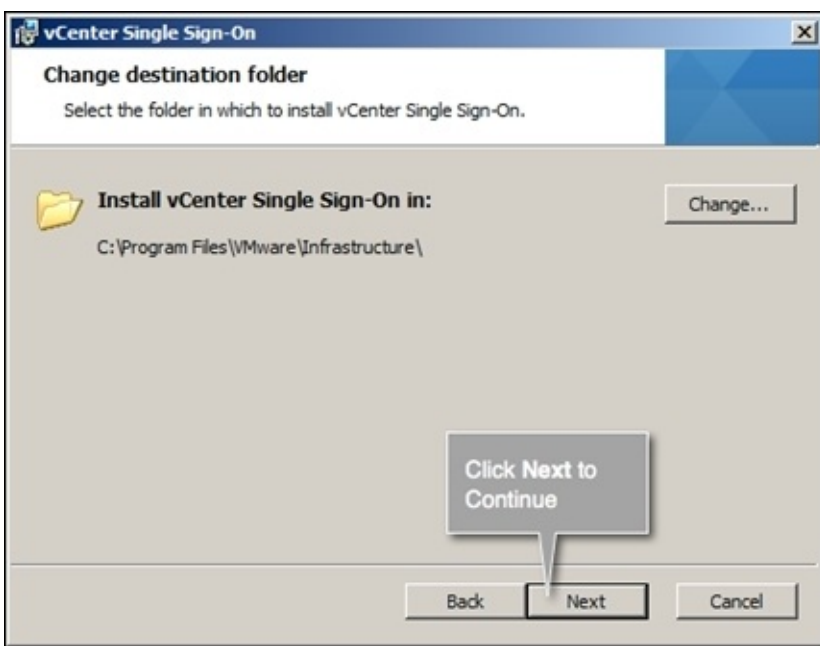 vCenter Single Sign-On
Change destination folder
Select the folder in which to install vCenter Single Sign-On.
Install vCenter Single Sign-On in:
Change...
C:\Program Files\VMware\Infrastructure\
Click Next to
Continue
Back
Next
Cancel